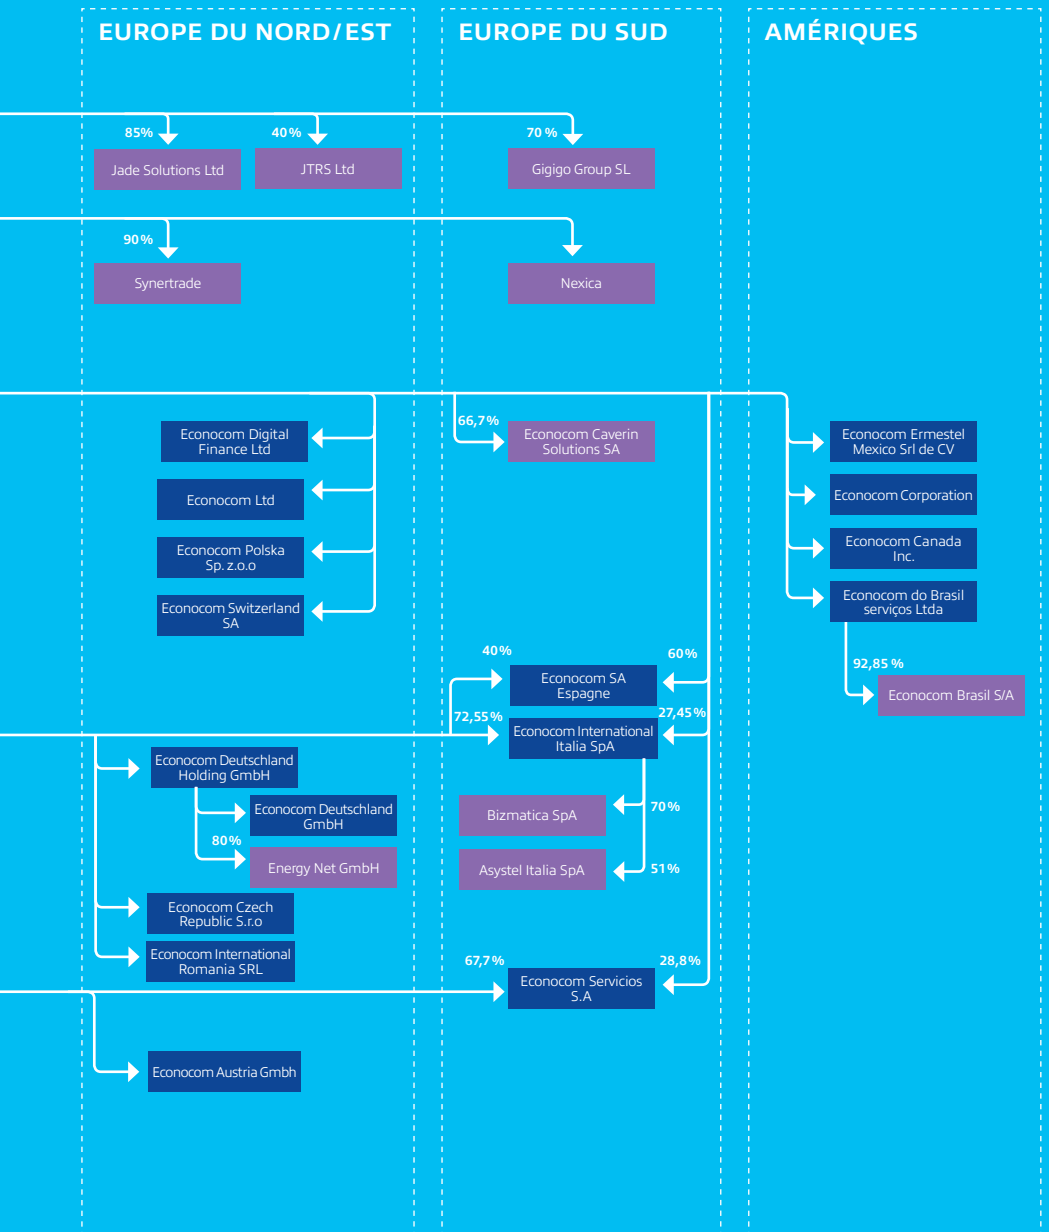 EUROPE DU NORD/EST
EUROPE DU SUD
AMÉRIQUES
85%
40%
70 %
Jade Solutions Ltd
JTRS Ltd
Gigigo Group SL
90%
Synertrade
Nexica
66,7%
Econocom Digital
Finance Ltd
Econocom Caverin
Solutions SA
Econocom Ermestel
Mexico Srl de CV
Econocom Ltd
Econocom Corporation
Econocom Polska
Sp. z.o.o
Econocom Canada
Inc.
Econocom Switzerland
SA
Econocom do Brasil
serviços Ltda
40%
60%
92,85 %
Econocom SA
Espagne
Econocom Brasil S/A
72,55%
27,45%
Econocom International
Italia SpA
Econocom Deutschland
Holding GmbH
Econocom Deutschland
GmbH
Bizmatica SpA
70%
80%
Energy Net GmbH
Asystel Italia SpA
51%
Econocom Czech
Republic S.r.o
Econocom International
Romania SRL
67,7%
28,8%
Econocom Servicios
S.A
Econocom Austria Gmbh